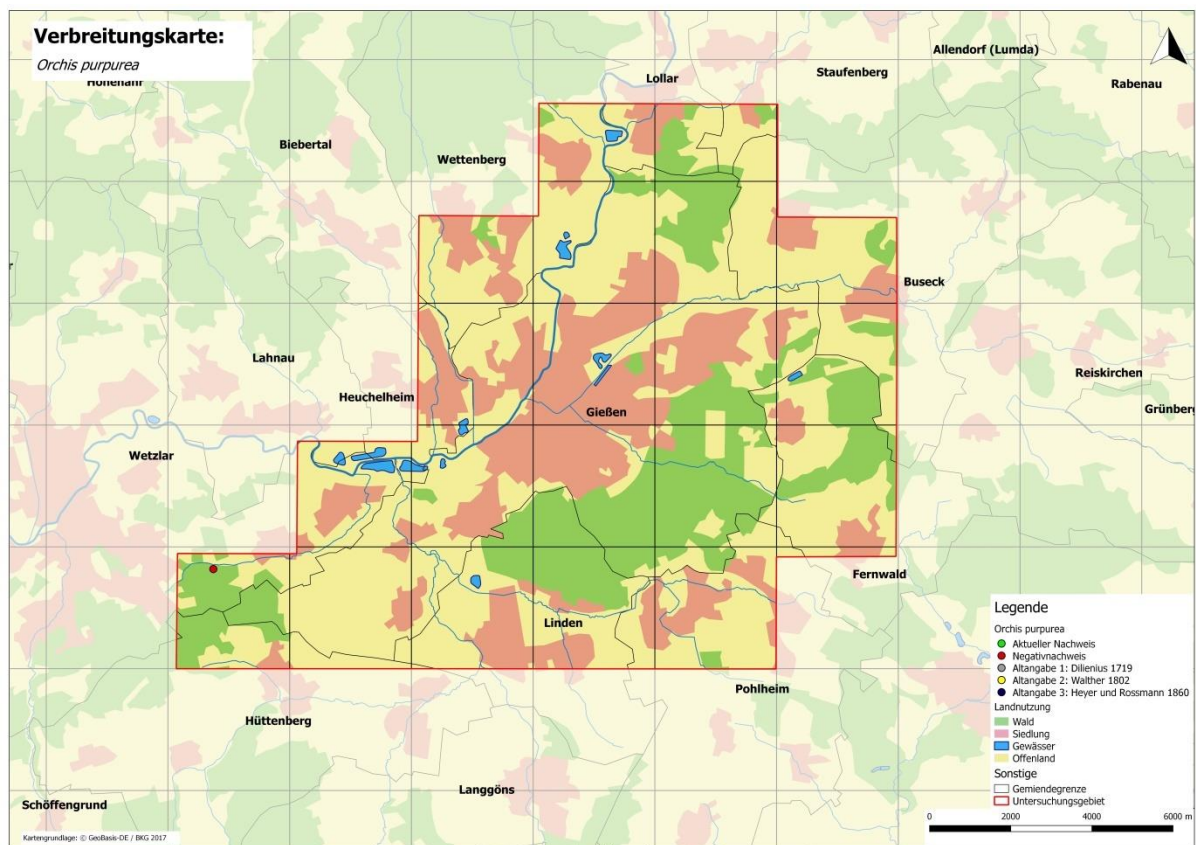 Verbreitungskarte:
Orchis purpurea
Hohenahr
Allendorf (Lumda)
Staufenberg
Lollar
Rabenau
Biebertal
Wettenberg
Buseck
Lahnau
Reiskirchen
Heuchelheim
Gießen
Grünberg
Wetzlar
Fernwald
Linden
Pohlheim
Hüttenberg
Langgöns
Schöffengrund
Legende
Orchis purpurea
Aktueller Nachweis
Negativnachweis
Altangabe 1: Dilienius 1719
Altangabe 2: Walther 1802
Altangabe 3: Heyer und Rossmann 1860
Landnutzung
Wald
Siedlung
Gewässer
Offenland
Sonstige
Gemiendegrenze
Untersuchungsgebiet
0 2000 4000 6000 m
Kartengrundlage: © GeoBasis-DE / BKG 2017